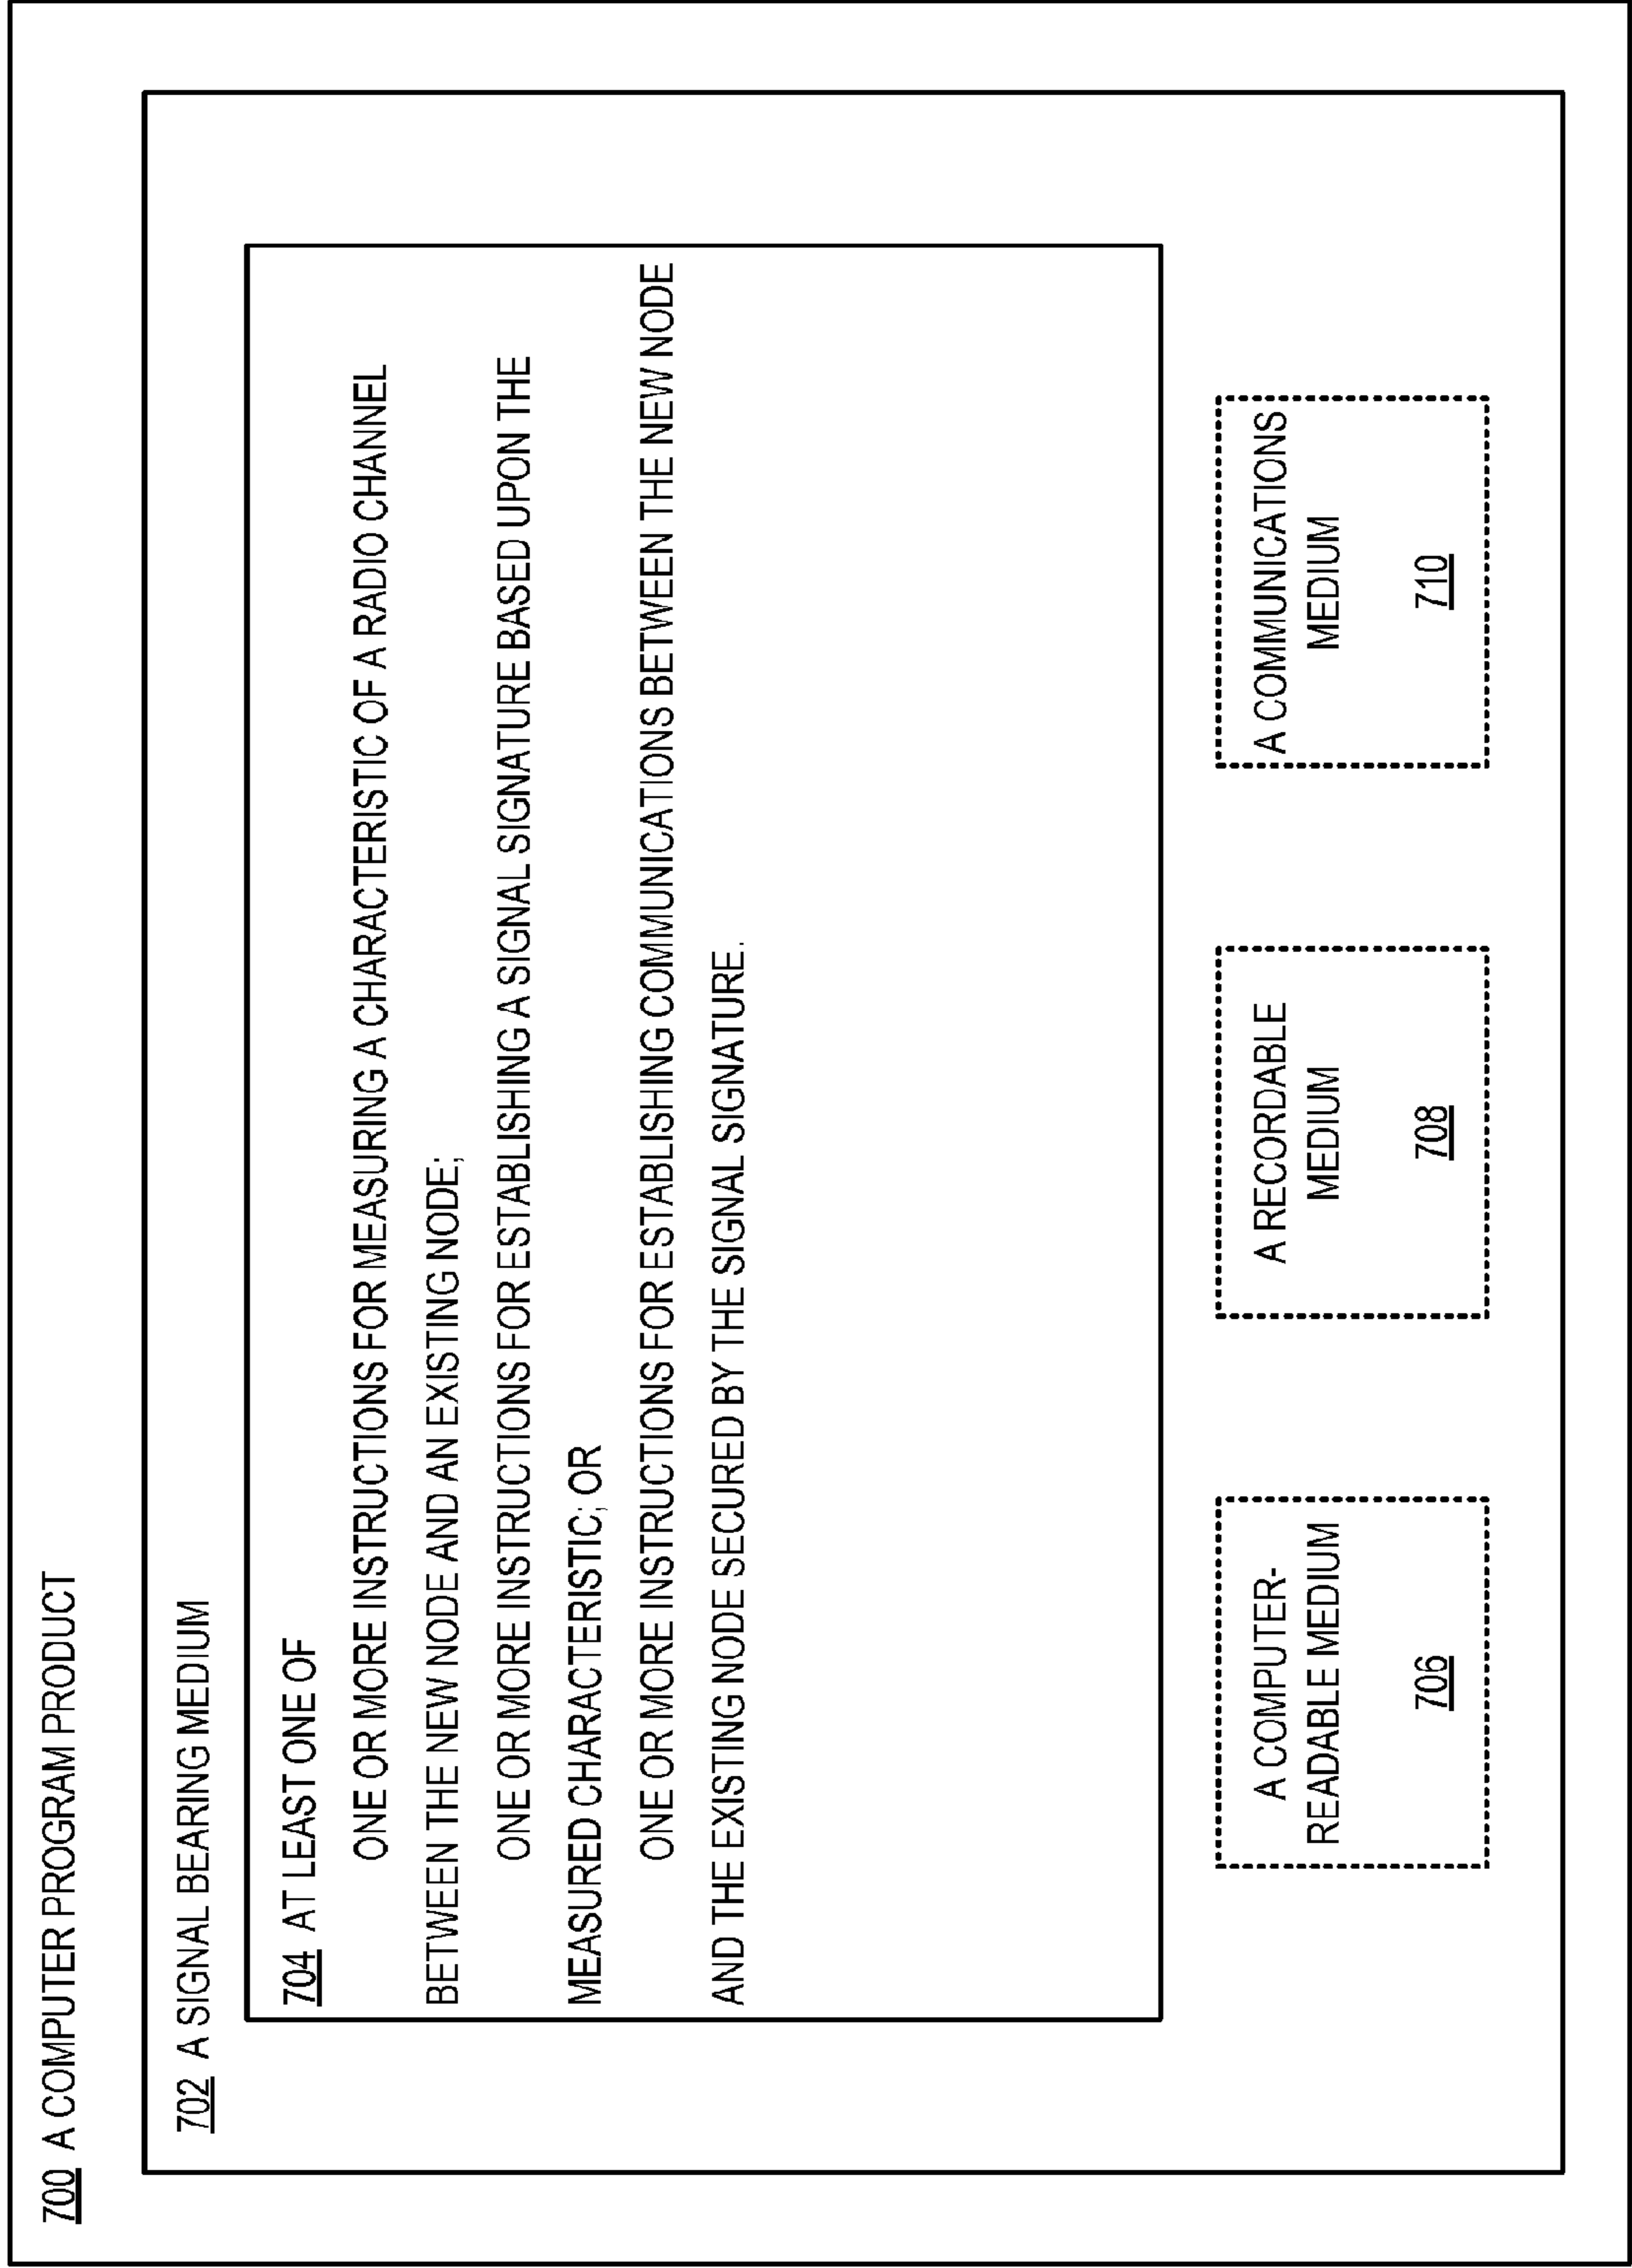 700 A COMPUTER PROGRAM PRODUCT
702 A SIGNAL BEARING MEDIUM
704 AT LEAST ONE OF
ONE OR MORE INSTRUCTIONS FOR MEASURING A CHARACTERISTIC OF A RADIO CHANNEL
BETWEEN THE NEW NODE AND AN EXISTING NODE;
ONE OR MORE INSTRUCTIONS FOR ESTABLISHING A SIGNAL SIGNATURE BASED UPON THE
MEASURED CHARACTERISTIC; OR
ONE OR MORE INSTRUCTIONS FOR ESTABLISHING COMMUNICATIONS BETWEEN THE NEW NODE
AND THE EXISTING NODE SECURED BY THE SIGNAL SIGNATURE.
A COMPUTER-
READABLE MEDIUM
706
A RECORDABLE
MEDIUM
708
A COMMUNICATIONS
MEDIUM
710